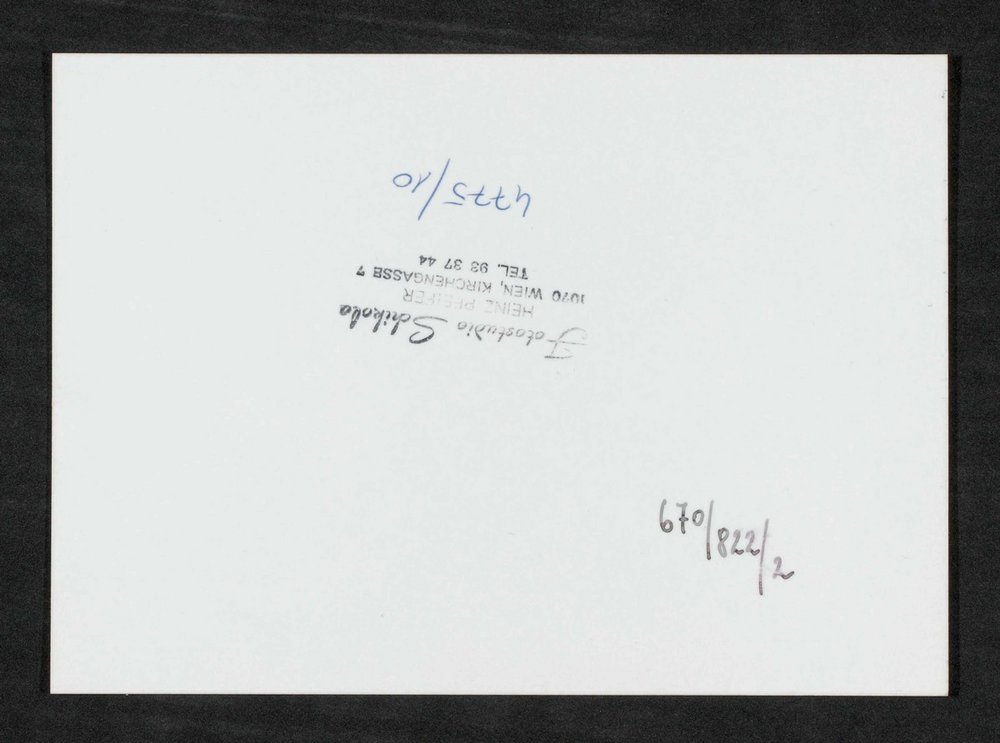 Fotostudio Schikola
HEINZ PFEIFER
1070 WIEN, KIRCHENGASSE 7
TEL. 93 37 44
4775/10
670/822/2